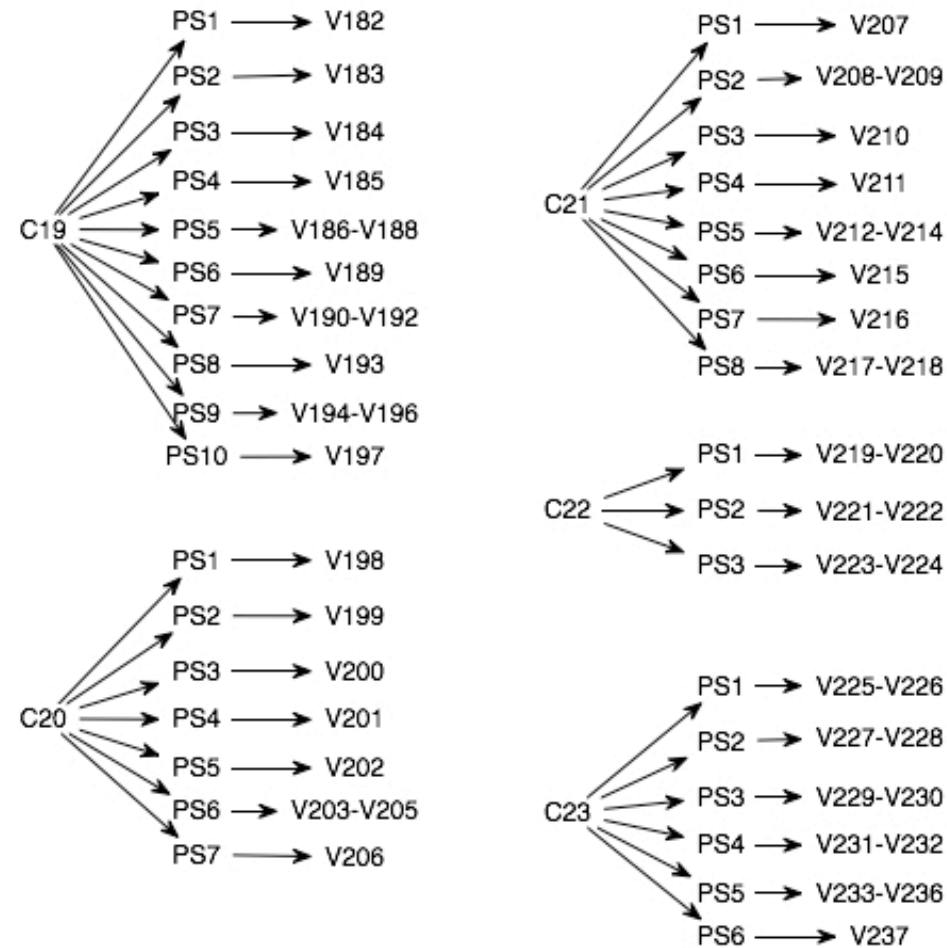 PS1 V182
PS2 V183
PS3 V184
PS4 V185
C19
PS5 V186-V188
PS6 V189
PS7 V190-V192
PS8 V193
PS9 V194-V196
PS10 V197
PS1 V198
PS2 V199
PS3 V200
C20
PS4 V201
PS5 V202
PS6 V203-V205
PS7 V206
PS1 V207
PS2 V208-V209
PS3 V210
PS4 V211
C21
PS5 V212-V214
PS6 V215
PS7 V216
PS8 V217-V218
PS1 V219-V220
C22
PS2 V221-V222
PS3 V223-V224
PS1 V225-V226
PS2 V227-V228
PS3 V229-V230
C23
PS4 V231-V232
PS5 V233-V236
PS6 V237